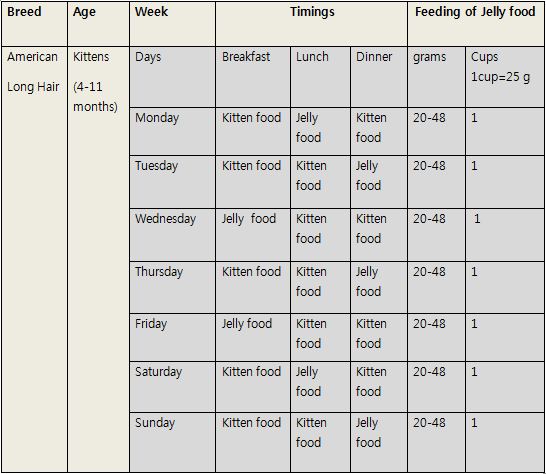 Breed Age Week Timings Feeding of Jelly food
American Kittens Days Breakfast Lunch Dinner grams Cups
Long Hair (4-11 1cup=25 g
months)
Monday Kitten food Jelly Kitten 20-48 1
food food
Tuesday Kitten food Kitten Jelly 20-48 1
food food
Wednesday Jelly food Kitten Kitten 20-48 1
food food
Thursday Kitten food Kitten Jelly 20-48 1
food food
Friday Jelly food Kitten Kitten 20-48 1
food food
Saturday Kitten food Jelly Kitten 20-48 1
food food
Sunday Kitten food Kitten Jelly 20-48 1
food food